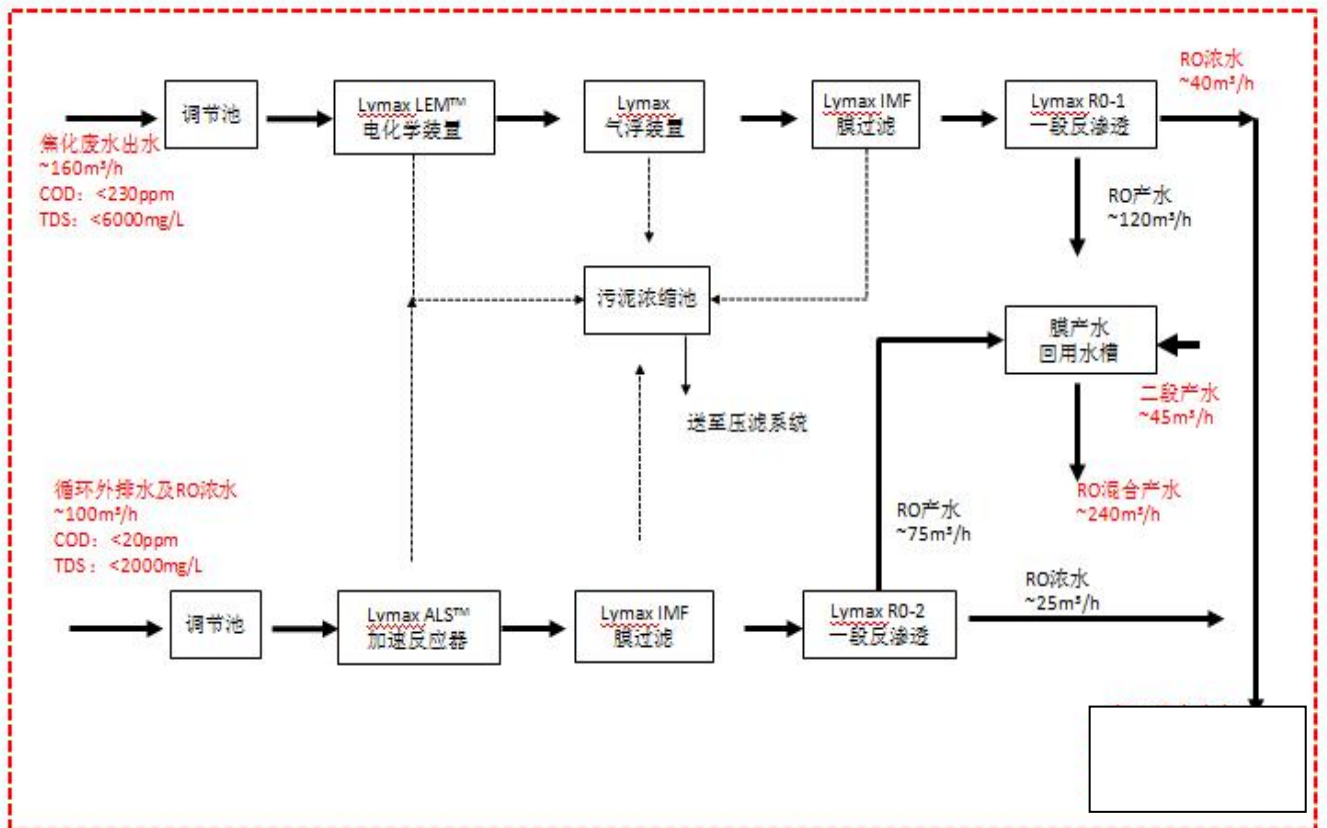 RO浓水
~40m³/h
调节池
Lymax LEM™
电化学装置
Lymax
气浮装置
Lymax IMF
膜过滤
Lymax R0-1
一段反渗透
焦化废水出水
~160m³/h
COD：<230ppm
TDS：<6000mg/L
RO产水
~120m³/h
污泥浓缩池
膜产水
回用水槽
二段产水
~45m³/h
送至压滤系统
循环外排水及RO浓水
~100m³/h
COD：<20ppm
TDS：<2000mg/L
RO产水
~75m³/h
RO混合产水
~240m³/h
RO浓水
~25m³/h
调节池
Lymax ALS™
加速反应器
Lymax IMF
膜过滤
Lymax R0-2
一段反渗透